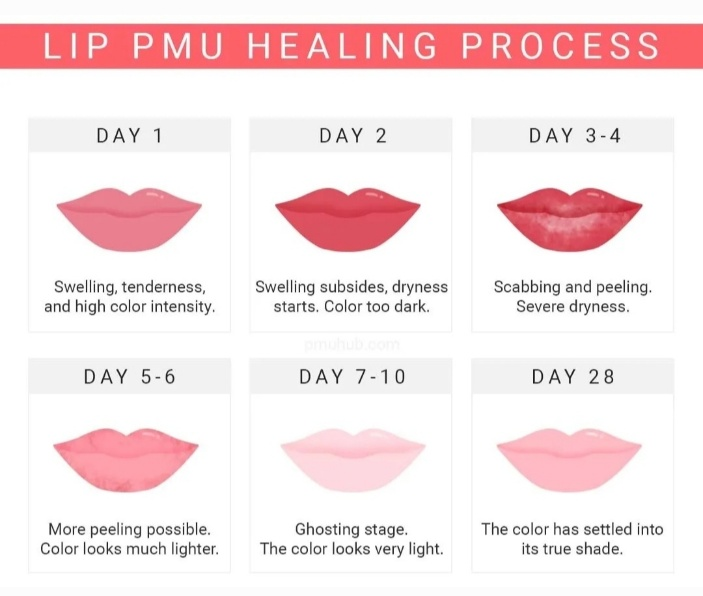 LIP PMU HEALING PROCESS
DAY 1
Swelling, tenderness,
and high color intensity.
DAY 2
Swelling subsides, dryness
starts. Color too dark.
DAY 3-4
Scabbing and peeling.
Severe dryness.
pmuhub.com
DAY 5-6
More peeling possible.
Color looks much lighter.
DAY 7-10
Ghosting stage.
The color looks very light.
DAY 28
The color has settled into
its true shade.